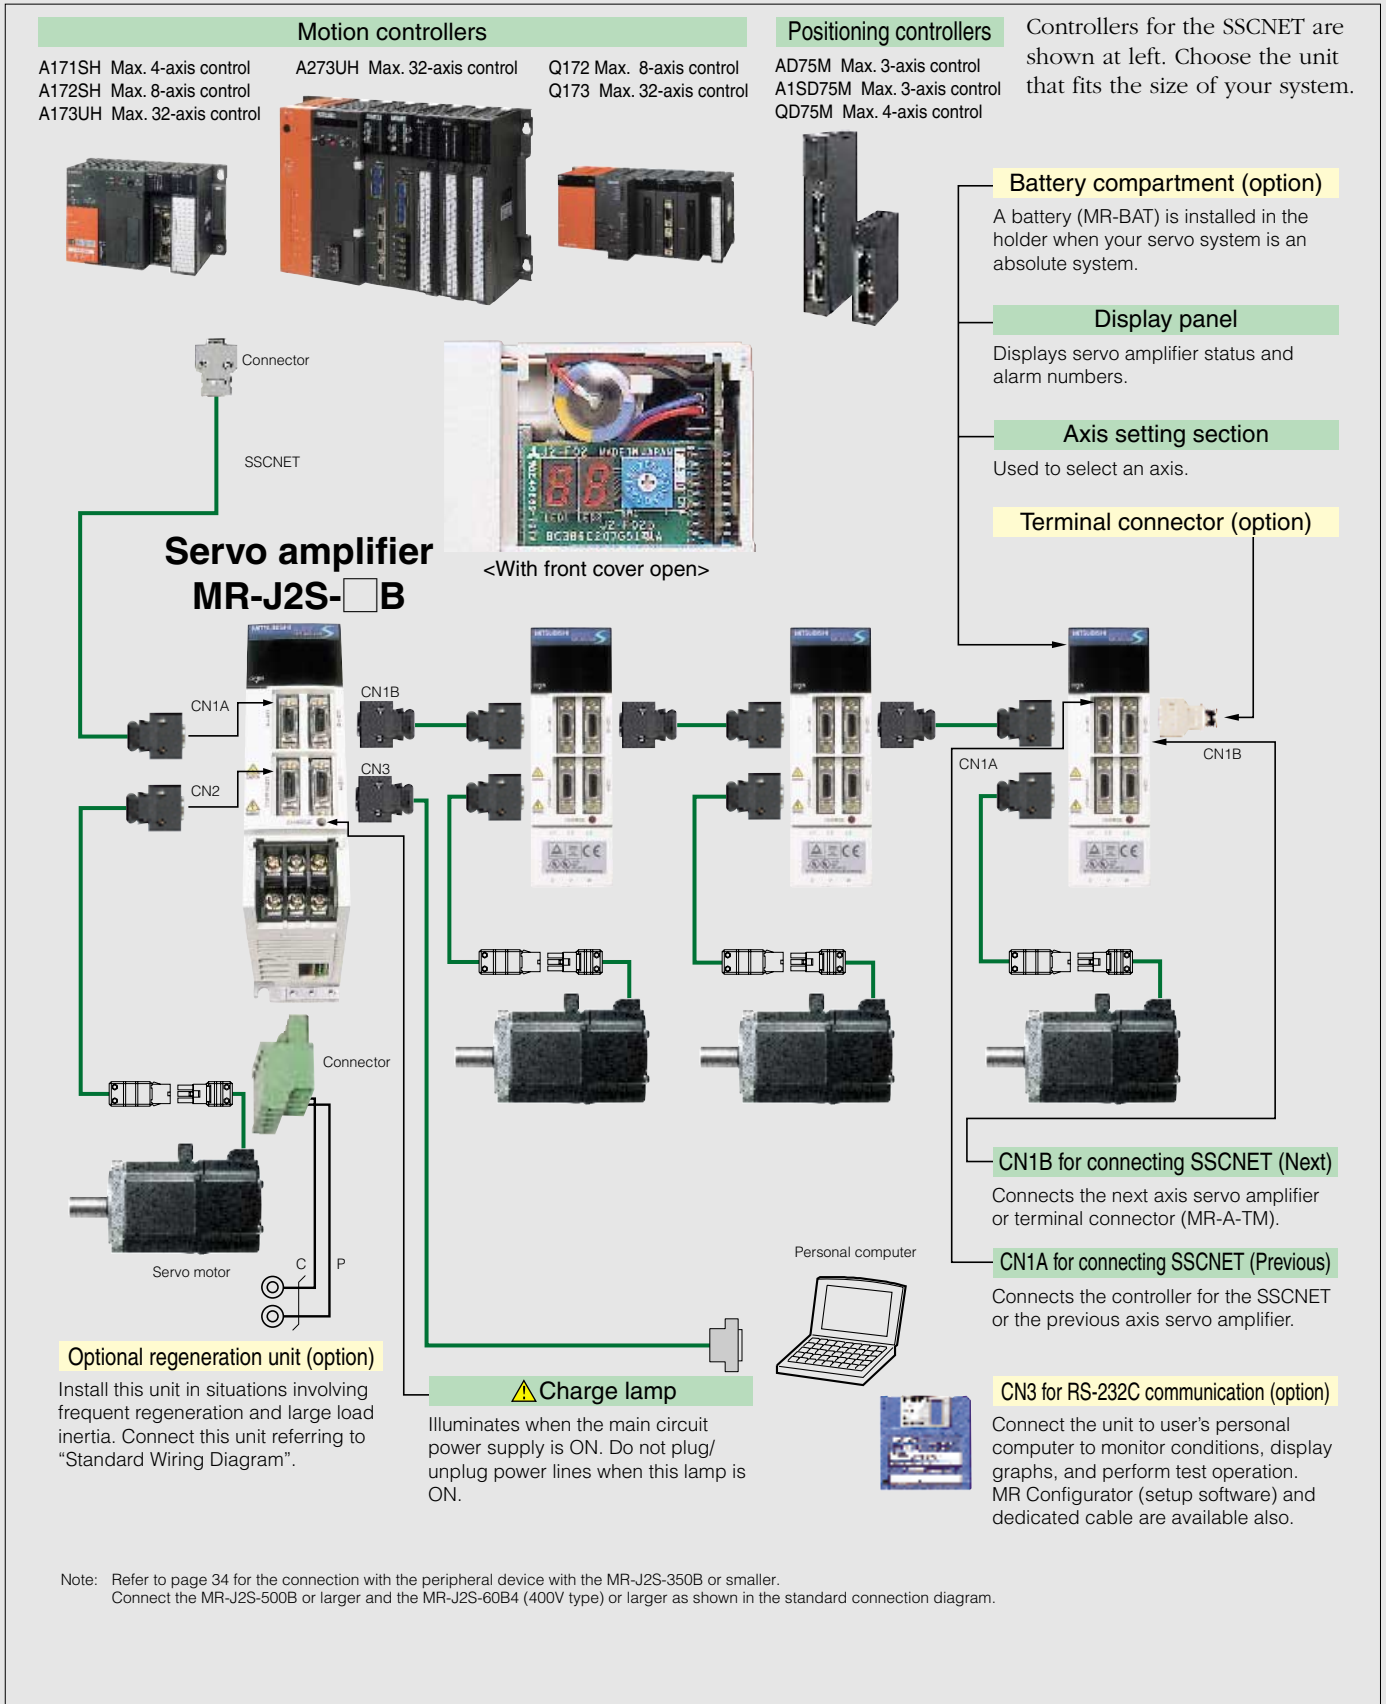 Motion controllers
A171SH Max. 4-axis control
A172SH Max. 8-axis control
A173UH Max. 32-axis control
A273UH Max. 32-axis control
Q172 Max. 8-axis control
Q173 Max. 32-axis control
Positioning controllers
AD75M Max. 3-axis control
A1SD75M Max. 3-axis control
QD75M Max. 4-axis control
Controllers for the SSCNET are
shown at left. Choose the unit
that fits the size of your system.
Battery compartment (option)
A battery (MR-BAT) is installed in the
holder when your servo system is an
absolute system.
Display panel
Displays servo amplifier status and
alarm numbers.
Axis setting section
Used to select an axis.
Terminal connector (option)
Connector
SSCNET
<With front cover open>
Servo amplifier
MR-J2S-□B
MITSUBISHI
MITSUBISHI
MITSUBISHI
MITSUBISHI
CN1A
CN1B
CN2
CN3
CN1A
CN1B
Connector
Servo motor
C
P
Personal computer
CN1B for connecting SSCNET (Next)
Connects the next axis servo amplifier
or terminal connector (MR-A-TM).
CN1A for connecting SSCNET (Previous)
Connects the controller for the SSCNET
or the previous axis servo amplifier.
Optional regeneration unit (option)
Install this unit in situations involving
frequent regeneration and large load
inertia. Connect this unit referring to
“Standard Wiring Diagram”.
Charge lamp
Illuminates when the main circuit
power supply is ON. Do not plug/
unplug power lines when this lamp is
ON.
CN3 for RS-232C communication (option)
Connect the unit to user’s personal
computer to monitor conditions, display
graphs, and perform test operation.
MR Configurator (setup software) and
dedicated cable are available also.
Note: Refer to page 34 for the connection with the peripheral device with the MR-J2S-350B or smaller.
Connect the MR-J2S-500B or larger and the MR-J2S-60B4 (400V type) or larger as shown in the standard connection diagram.